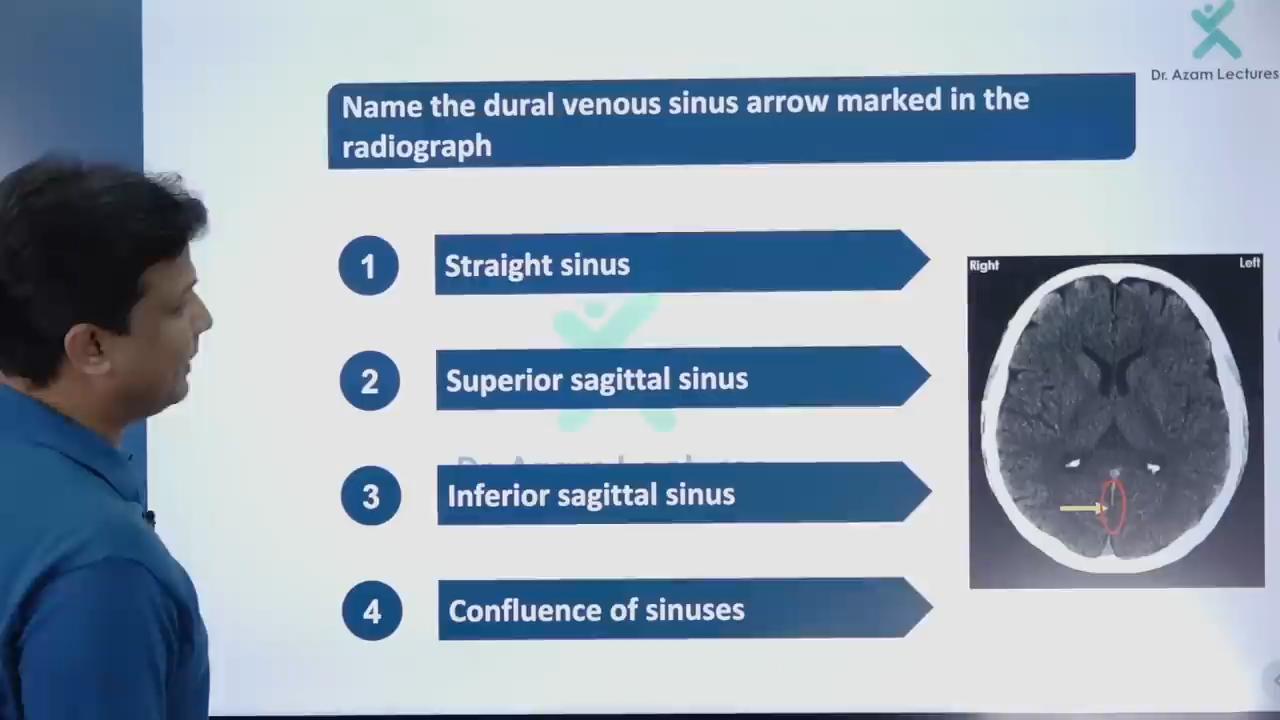 Dr. Azam Lectures
Name the dural venous sinus arrow marked in the
radiograph
1 Straight sinus
2 Superior sagittal sinus
3 Inferior sagittal sinus
4 Confluence of sinuses
Right
Left